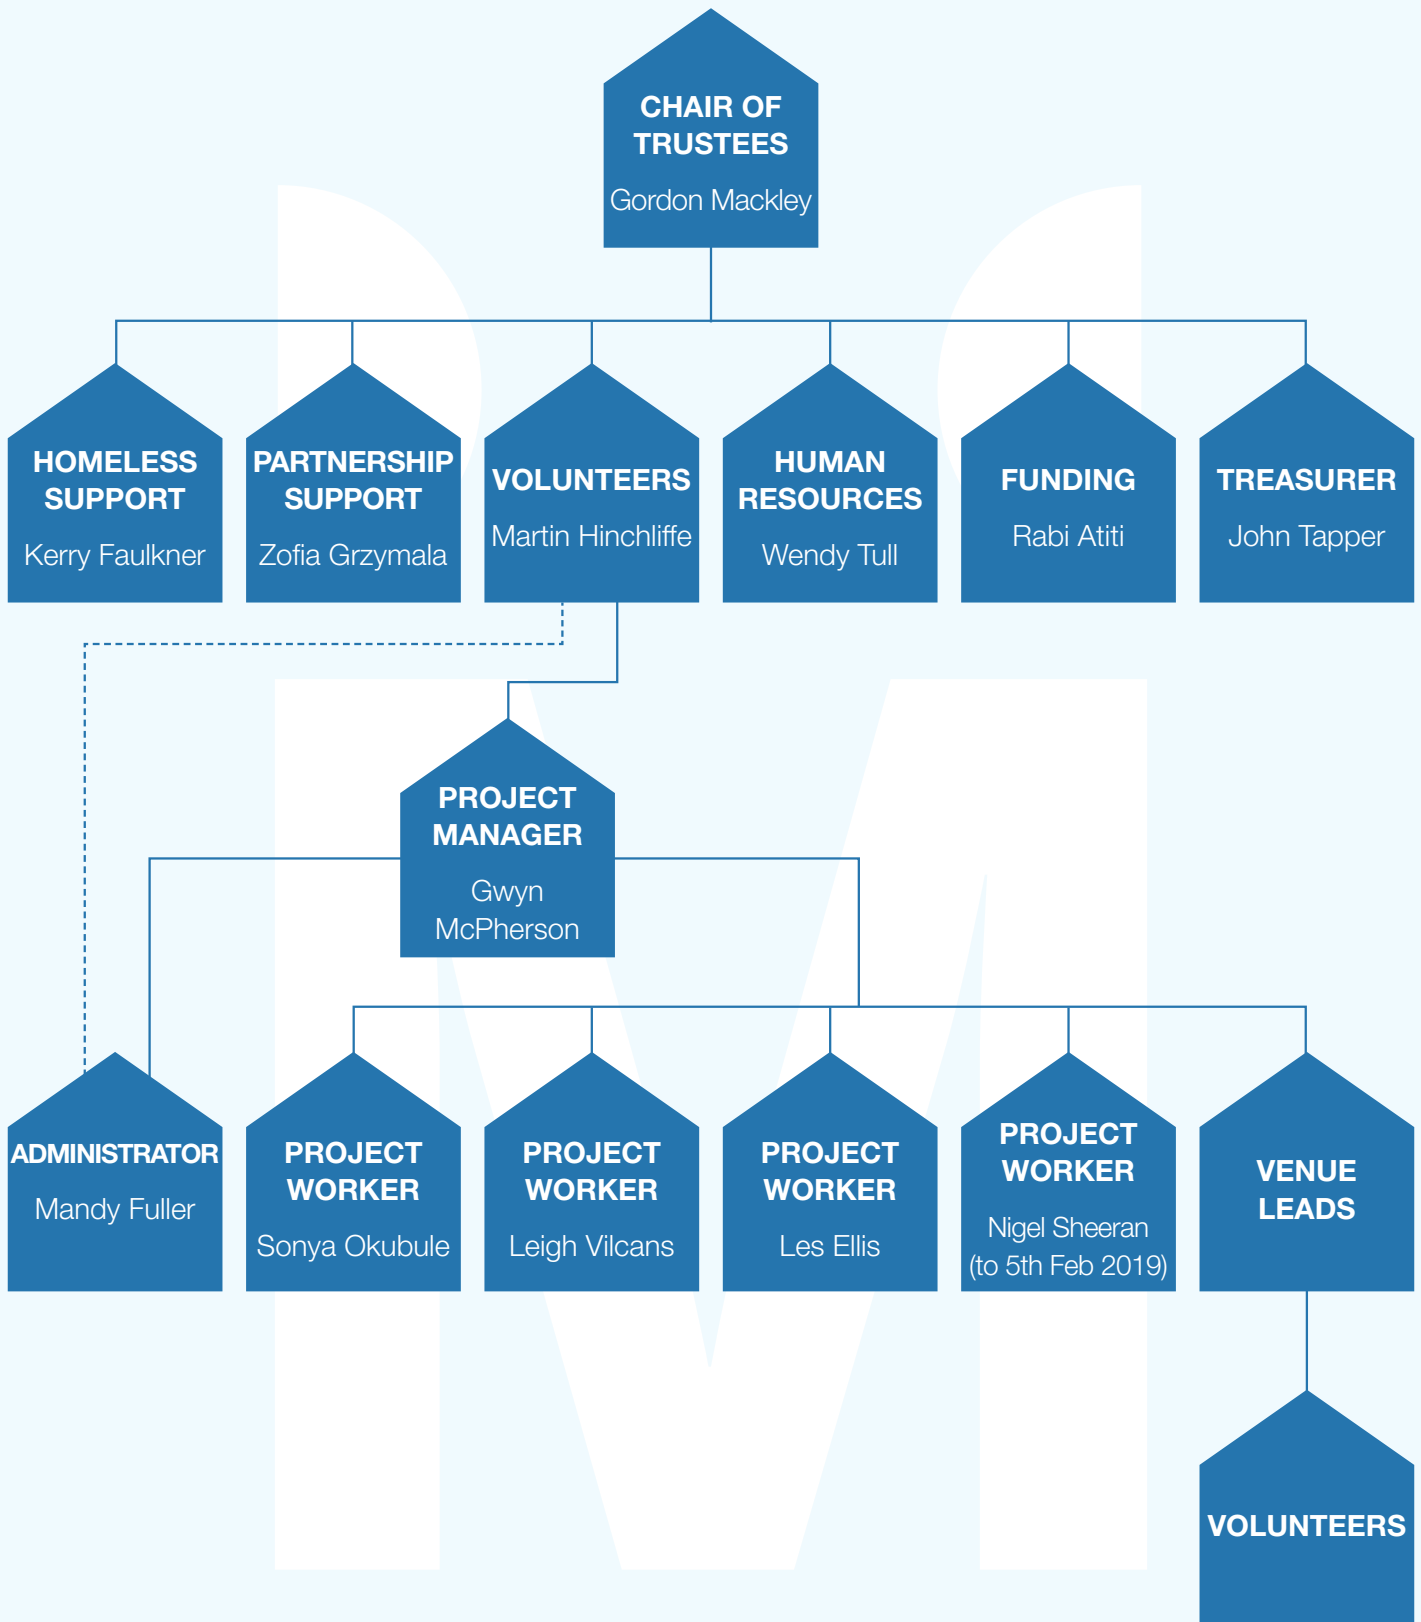 CHAIR OF
TRUSTEES
Gordon Mackley
HOMELESS
SUPPORT
Kerry Faulkner
PARTNERSHIP
SUPPORT
Zofia Grzymala
VOLUNTEERS
Martin Hinchliffe
HUMAN
RESOURCES
Wendy Tull
FUNDING
Rabi Atiti
TREASURER
John Tapper
PROJECT
MANAGER
Gwyn
McPherson
ADMINISTRATOR
Mandy Fuller
PROJECT
WORKER
Sonya Okubule
PROJECT
WORKER
Leigh Vilcans
PROJECT
WORKER
Les Ellis
PROJECT
WORKER
Nigel Sheeran
(to 5th Feb 2019)
VENUE
LEADS
VOLUNTEERS